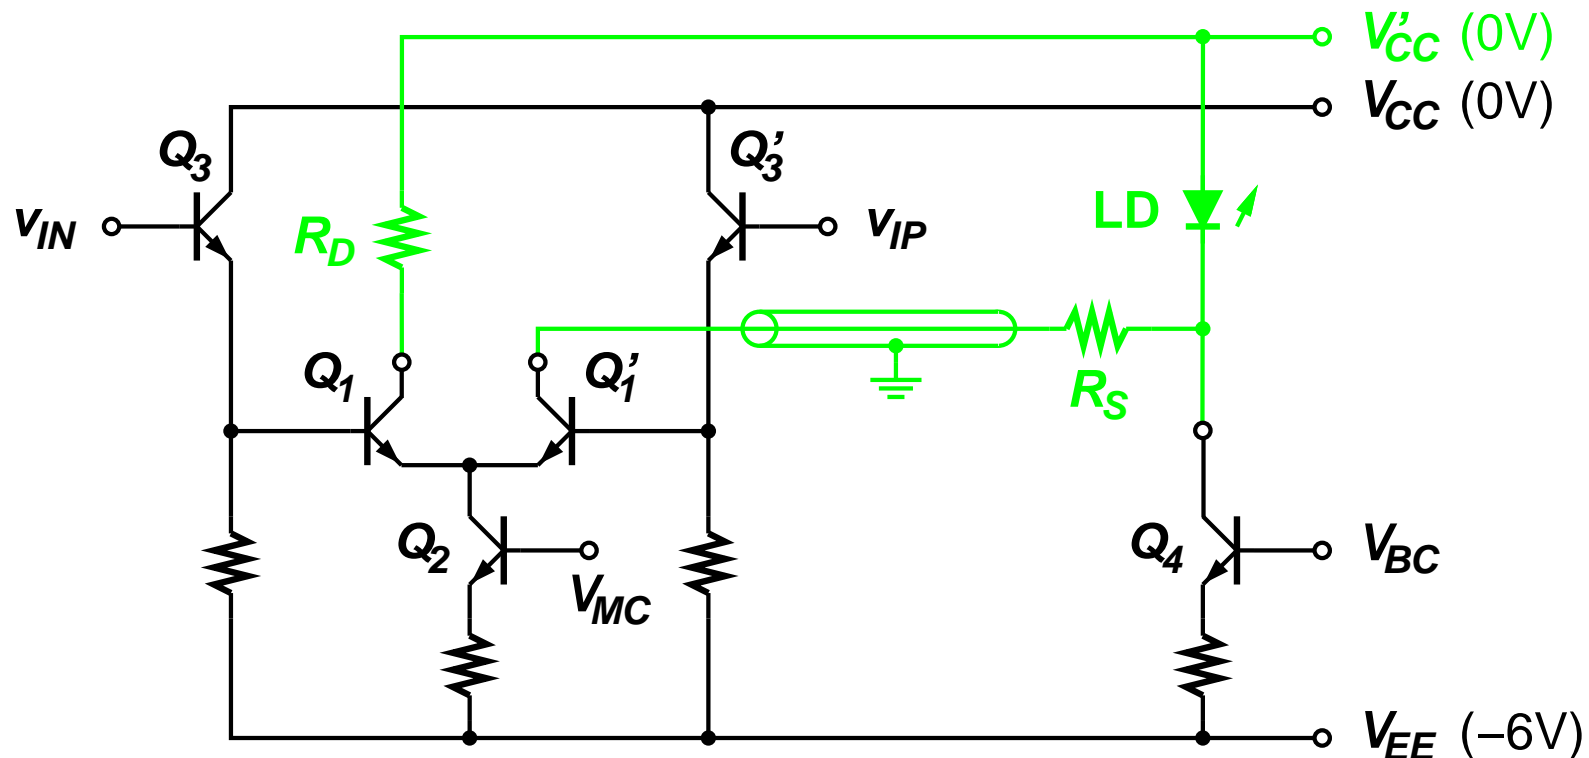 V'CC (0V)
VCC (0V)
Q3
Q'3
vIN
RD
vIP
LD
Q1
Q'1
RS
Q2
VMC
Q4
VBC
VEE (–6V)